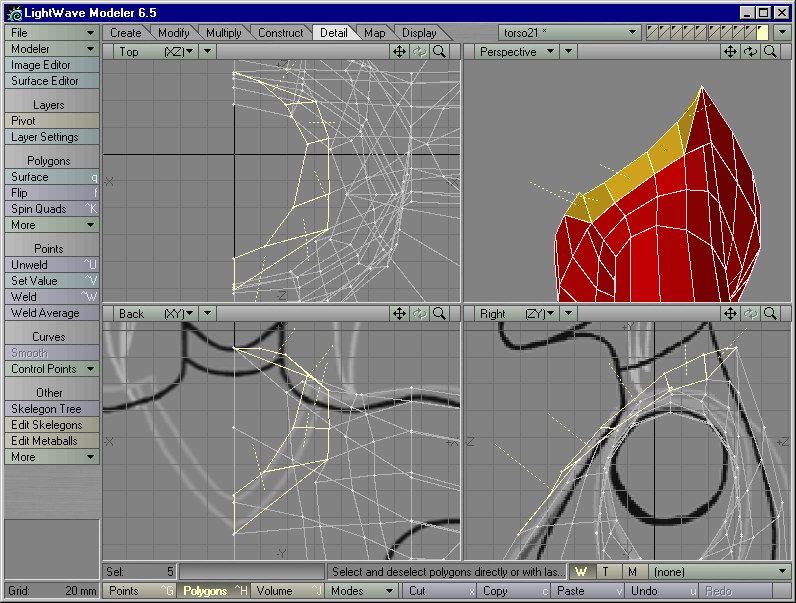 LightWave Modeler 6.5
File
Create Modify Multiply Construct Detail Map Display
torso21 *
Modeler
Top (XZ)
Perspective
Image Editor
Surface Editor
Layers
Pivot
Layer Settings
Polygons
Surface q
Flip f
Spin Quads ^K
More
Points
Unweld ^U
Set Value ^V
Weld ^W
Weld Average
Curves
Smooth
Control Points
Other
Skelegon Tree
Edit Skelegons
Edit Metaballs
More
-X
-Z
Back (XY)
Right (ZY)
-X
-Y
+Y
-Z
+Z
-Y
Sel: 5
Select and deselect polygons directly or with las...
W T M (none)
Grid: 20 mm
Points ^G
Polygons ^H
Volume ^J
Modes
Cut x
Copy c
Paste v
Undo u
Redo